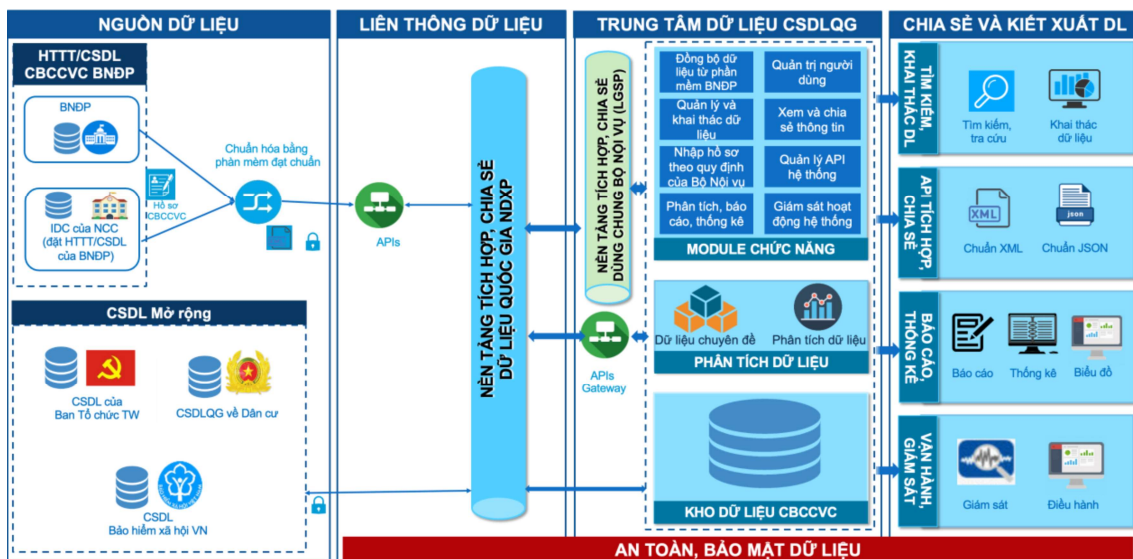 NGUỒN DỮ LIỆU
HTTT/CSDL
CBCCVC BNĐP
BNĐP
Hồ sơ
CBCCVC
IDC của NCC
(đặt HTTT/CSDL
của BNĐP)
Chuẩn hóa bằng
phàn mèm đạt chuẩn
CSDL Mở rộng
CSDL của
Ban Tổ chức TW
CSDLQG về Dân cư
CSDL
Bảo hiểm xã hội VN
LIÊN THÔNG DỮ LIỆU
APIs
NỀN TẢNG TÍCH HỢP, CHIA SẺ
DỮ LIỆU QUỐC GIA NDXP
TRUNG TÂM DỮ LIỆU CSDLQG
NỀN TẢNG TÍCH HỢP, CHIA SẺ
DÙNG CHUNG BỘ NỘI VỤ (LGSP)
APIs
Gateway
Đồng bộ dữ
liệu từ phần
mềm BNĐP
Quản trị người
dùng
Quản lý và
khai thác dữ
liệu
Xem và chia
sẻ thông tin
Nhập hồ sơ
theo quy định
của Bộ Nội vụ
Quản lý API
hệ thống
Phân tích, báo
cáo, thống kê
Giám sát hoạt
động hệ thống
MODULE CHỨC NĂNG
Dữ liệu chuyên đề
Phân tích dữ liệu
PHÂN TÍCH DỮ LIỆU
KHO DỮ LIỆU CBCCVC
CHIA SẺ VÀ KIẾT XUẤT DL
TÌM KIẾM,
KHAI THÁC DL
Tìm kiếm,
tra cứu
Khai thác
dữ liệu
API TÍCH HỢP,
CHIA SẺ
XML
Chuẩn XML
json
Chuẩn JSON
BÁO CÁO,
THỐNG KÊ
Báo cáo
Thống kê
Biểu đồ
VẬN HÀNH,
GIÁM SÁT
Giám sát
Điều hành
AN TOÀN, BẢO MẬT DỮ LIỆU